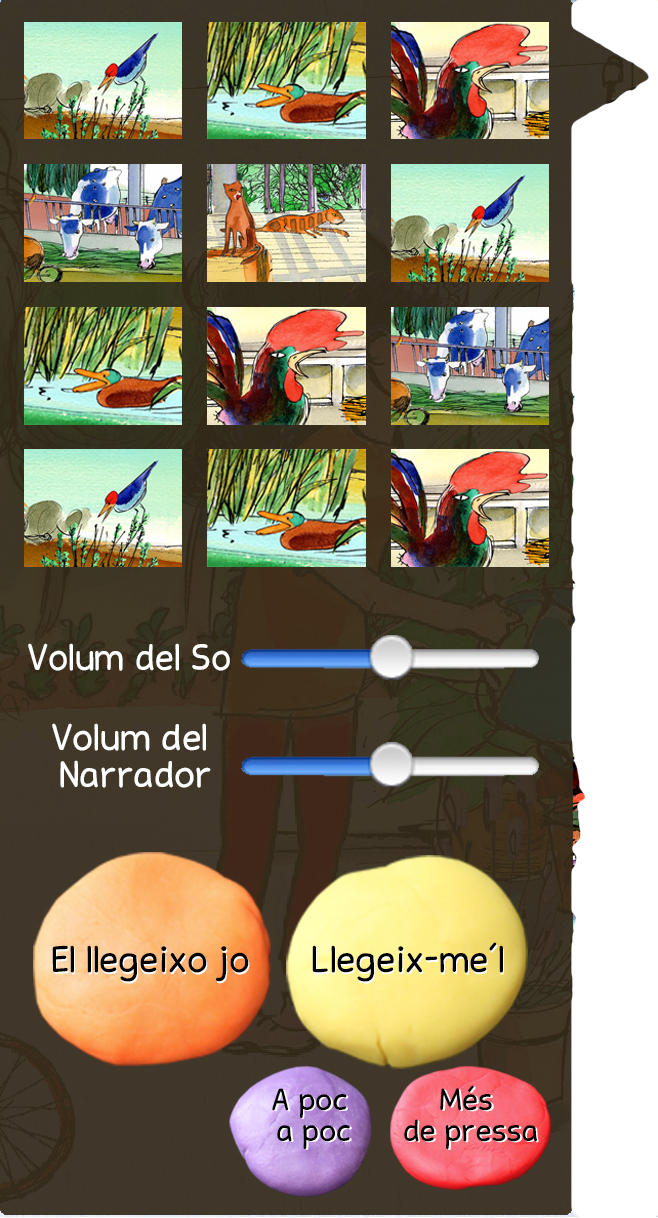 Volum del So
Volum del
Narrador
El llegeixo jo
Llegeix-me´l
A poc
a poc
Més
de pressa